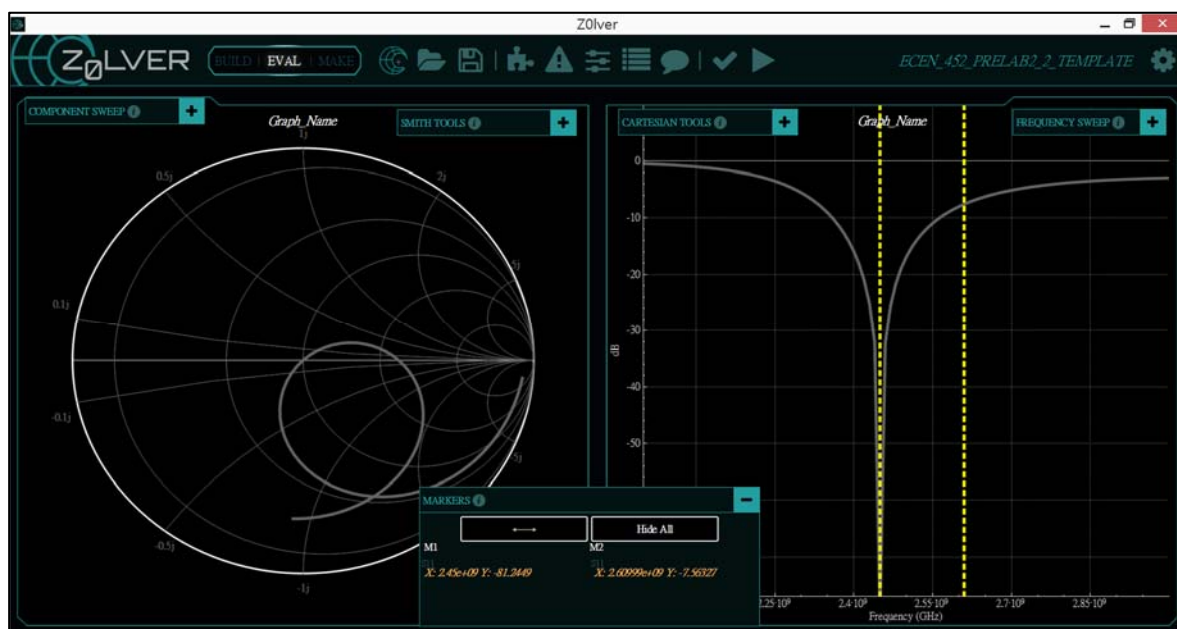 Z0lver
Z0LVER
BUILD | EVAL | MAKE
ECEN_452_PRELAB2_2_TEMPLATE
COMPONENT SWEEP
Graph_Name
SMITH TOOLS
1j
0.5j
2j
0.1j
-0.1j
-0.5j
-1j
CARTESIAN TOOLS
Graph_Name
FREQUENCY SWEEP
0
-10
-20
-30
dB
-40
-50
2.25·10⁹
2.4·10⁹
2.55·10⁹
2.7·10⁹
2.85·10⁹
Frequency (GHz)
MARKERS
Hide All
M1
M2
X: 2.45e+09 Y: -81.2449
X: 2.60999e+09 Y: -7.56327